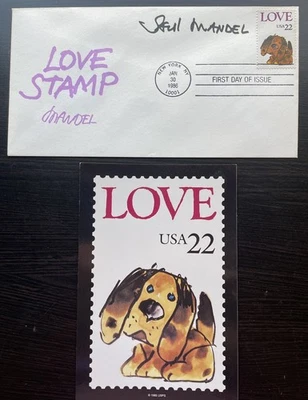 Saul MANDEL
LOVE
USA 22
LOVE
STAMP
MANDEL
NEW YORK, NY
JAN
30
1986
10001
FIRST DAY OF ISSUE
LOVE
USA 22